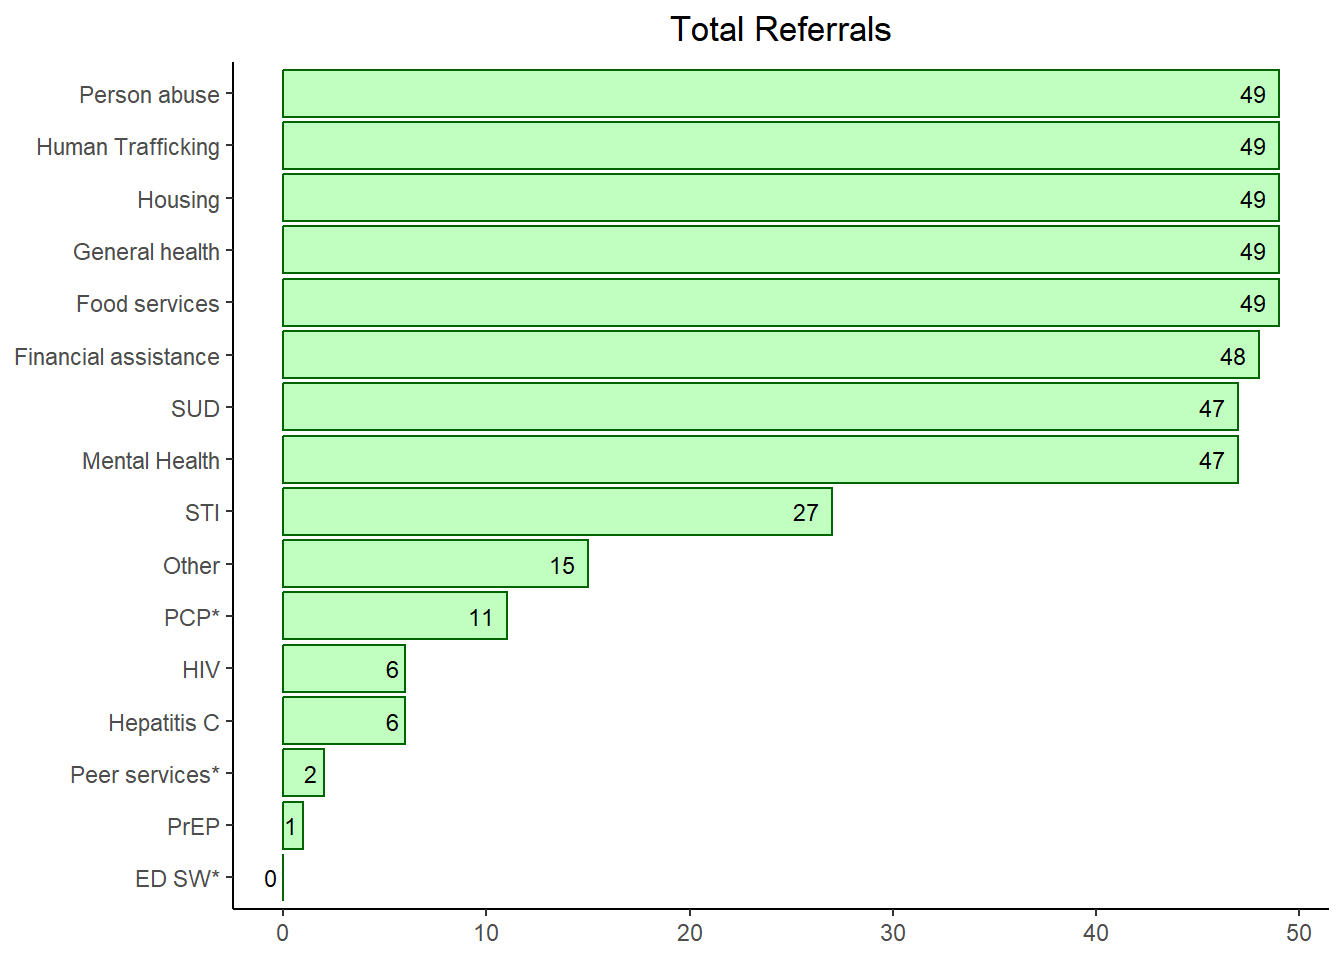 Total Referrals
Person abuse 49
Human Trafficking 49
Housing 49
General health 49
Food services 49
Financial assistance 48
SUD 47
Mental Health 47
STI 27
Other 15
PCP* 11
HIV 6
Hepatitis C 6
Peer services* 2
PrEP 1
ED SW* 0
0 10 20 30 40 50